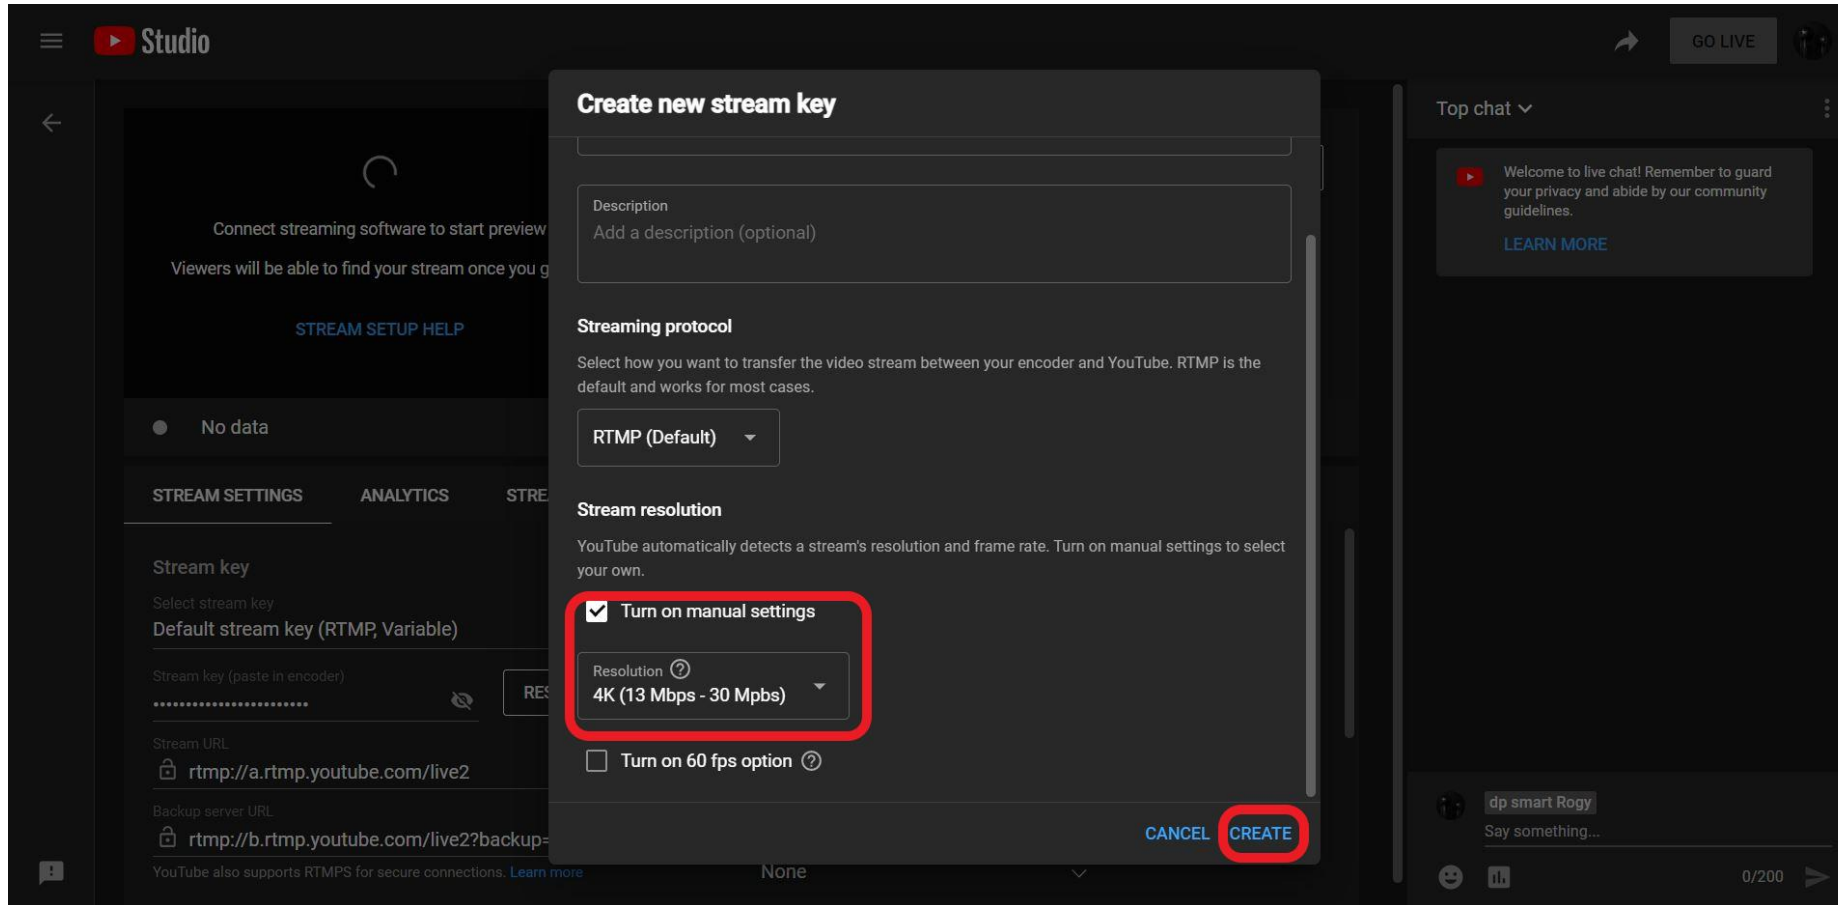 Studio
GO LIVE
Connect streaming software to start preview
Viewers will be able to find your stream once you g
STREAM SETUP HELP
No data
STREAM SETTINGS
ANALYTICS
STRE
Stream key
Select stream key
Default stream key (RTMP, Variable)
Stream key (paste in encoder)
••••••••••••••••••••••••
RES
Stream URL
rtmp://a.rtmp.youtube.com/live2
Backup server URL
rtmp://b.rtmp.youtube.com/live2?backup=
YouTube also supports RTMPS for secure connections. Learn more
None
Create new stream key
Description
Add a description (optional)
Streaming protocol
Select how you want to transfer the video stream between your encoder and YouTube. RTMP is the
default and works for most cases.
RTMP (Default)
Stream resolution
YouTube automatically detects a stream's resolution and frame rate. Turn on manual settings to select
your own.
Turn on manual settings
Resolution ?
4K (13 Mbps - 30 Mpbs)
Turn on 60 fps option ?
CANCEL
CREATE
Top chat
Welcome to live chat! Remember to guard
your privacy and abide by our community
guidelines.
LEARN MORE
dp smart Rogy
Say something...
0/200